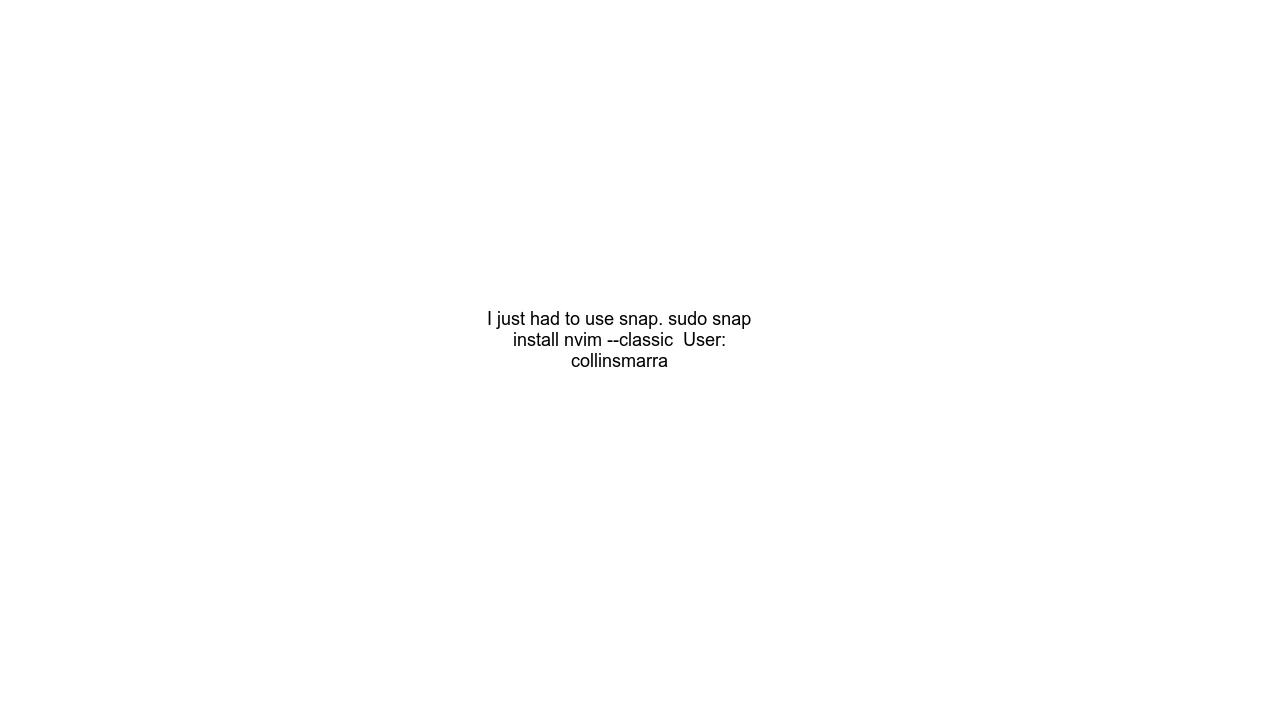 I just had to use snap. sudo snap
install nvim --classic  User:
collinsmarra